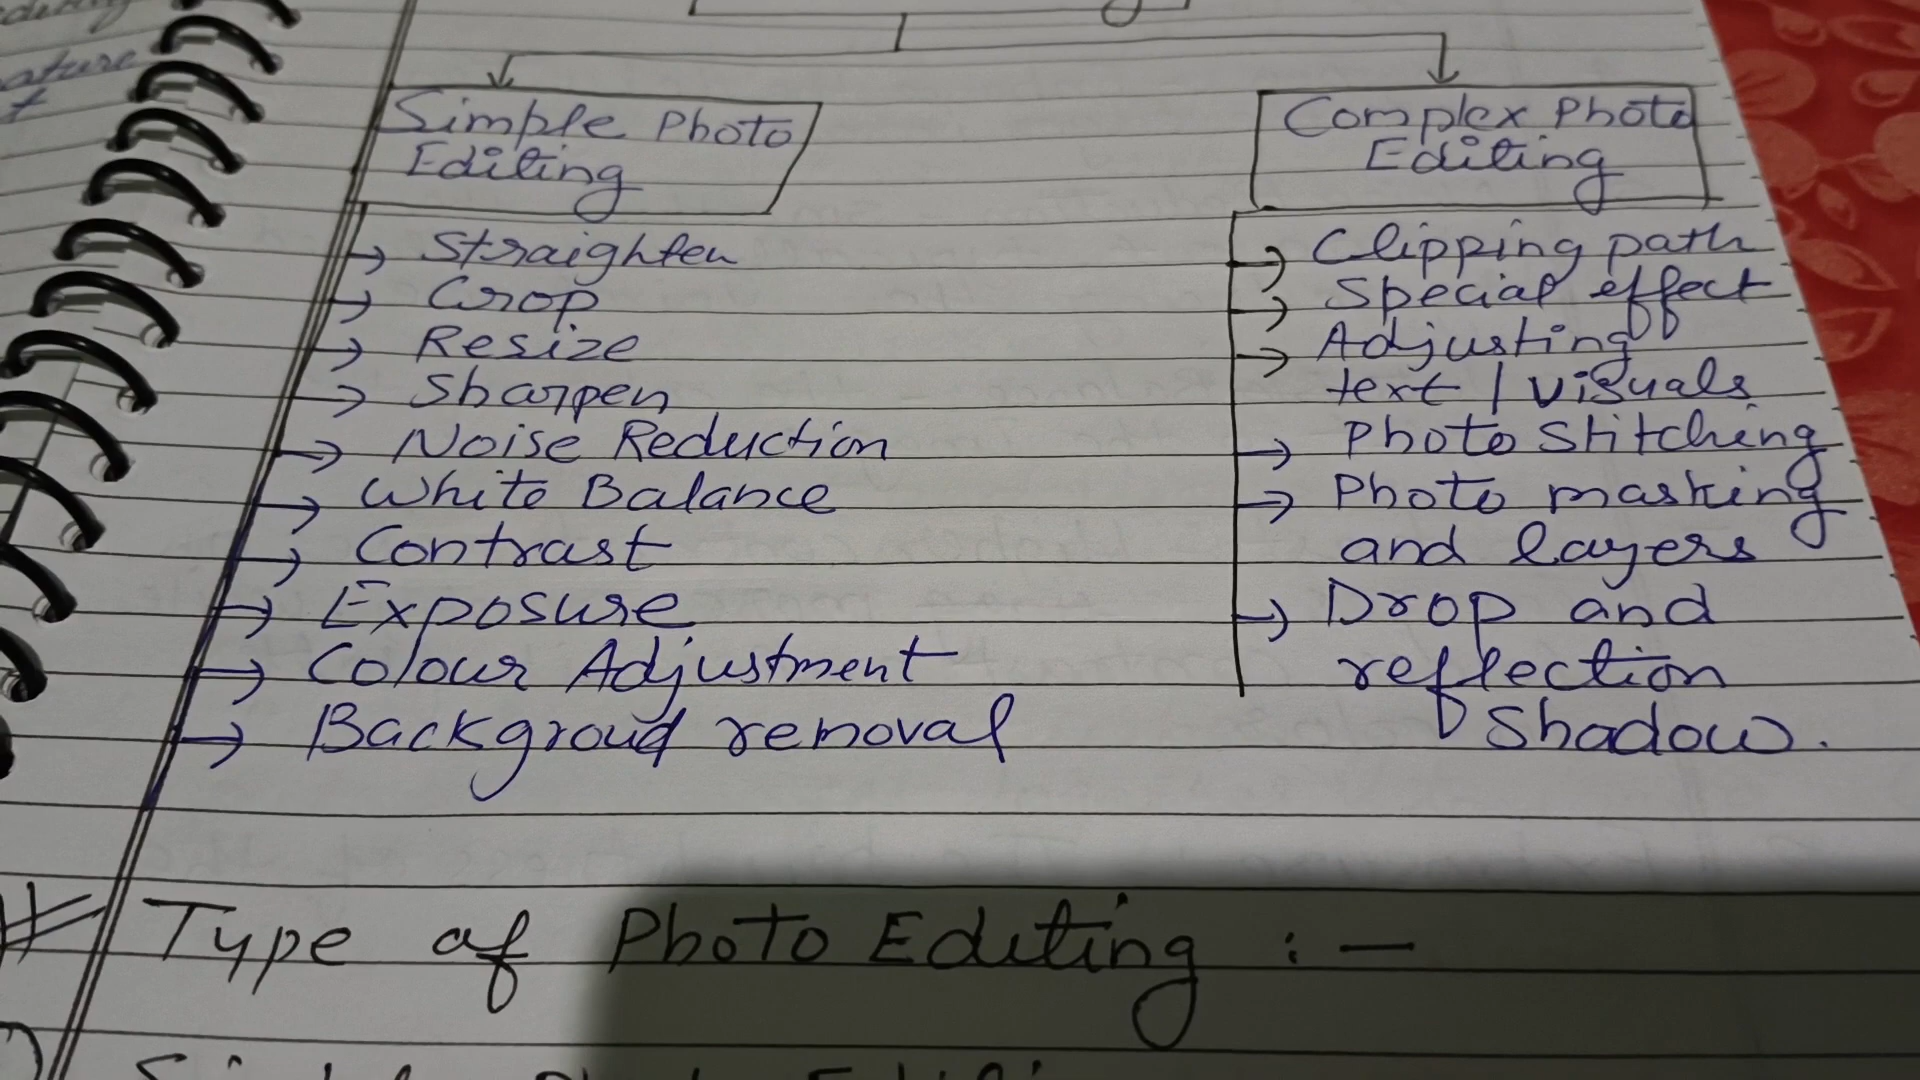 Simple Photo
Editing
Straighten
Crop
Resize
Sharpen
Noise Reduction
White Balance
Contrast
Exposure
Colour Adjustment
Backgroud removal
Complex Photo
Editing
Clipping path
Special effect
Adjusting
text / visuals
Photo Stitching
Photo masking
and layers
Drop and
reflection
Shadow.
# Type of Photo Editing : —